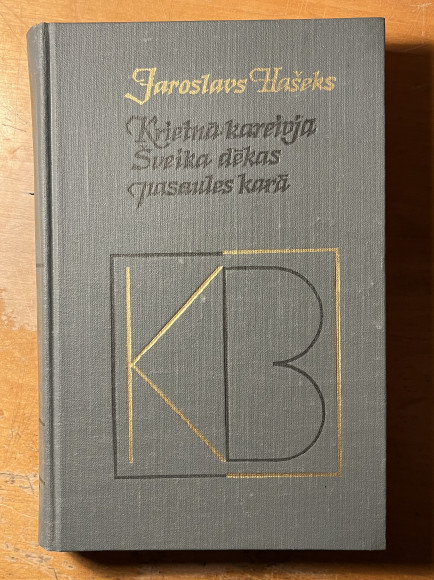 Jaroslavs Hašeks
Krietnā kareivja
Šveika dēkas
pasaules karā
KB